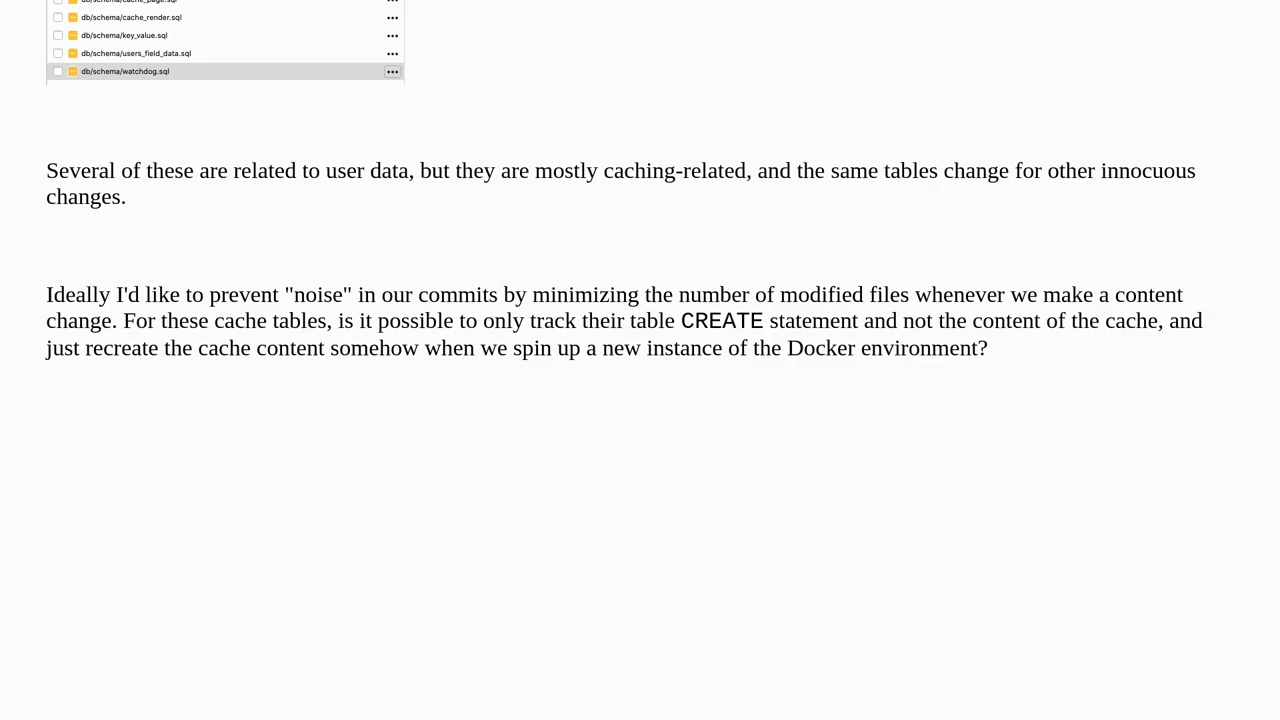 db/schema/cache_page.sql
db/schema/cache_render.sql
db/schema/key_value.sql
db/schema/users_field_data.sql
db/schema/watchdog.sql
Several of these are related to user data, but they are mostly caching-related, and the same tables change for other innocuous
changes.
Ideally I'd like to prevent "noise" in our commits by minimizing the number of modified files whenever we make a content
change. For these cache tables, is it possible to only track their table CREATE statement and not the content of the cache, and
just recreate the cache content somehow when we spin up a new instance of the Docker environment?